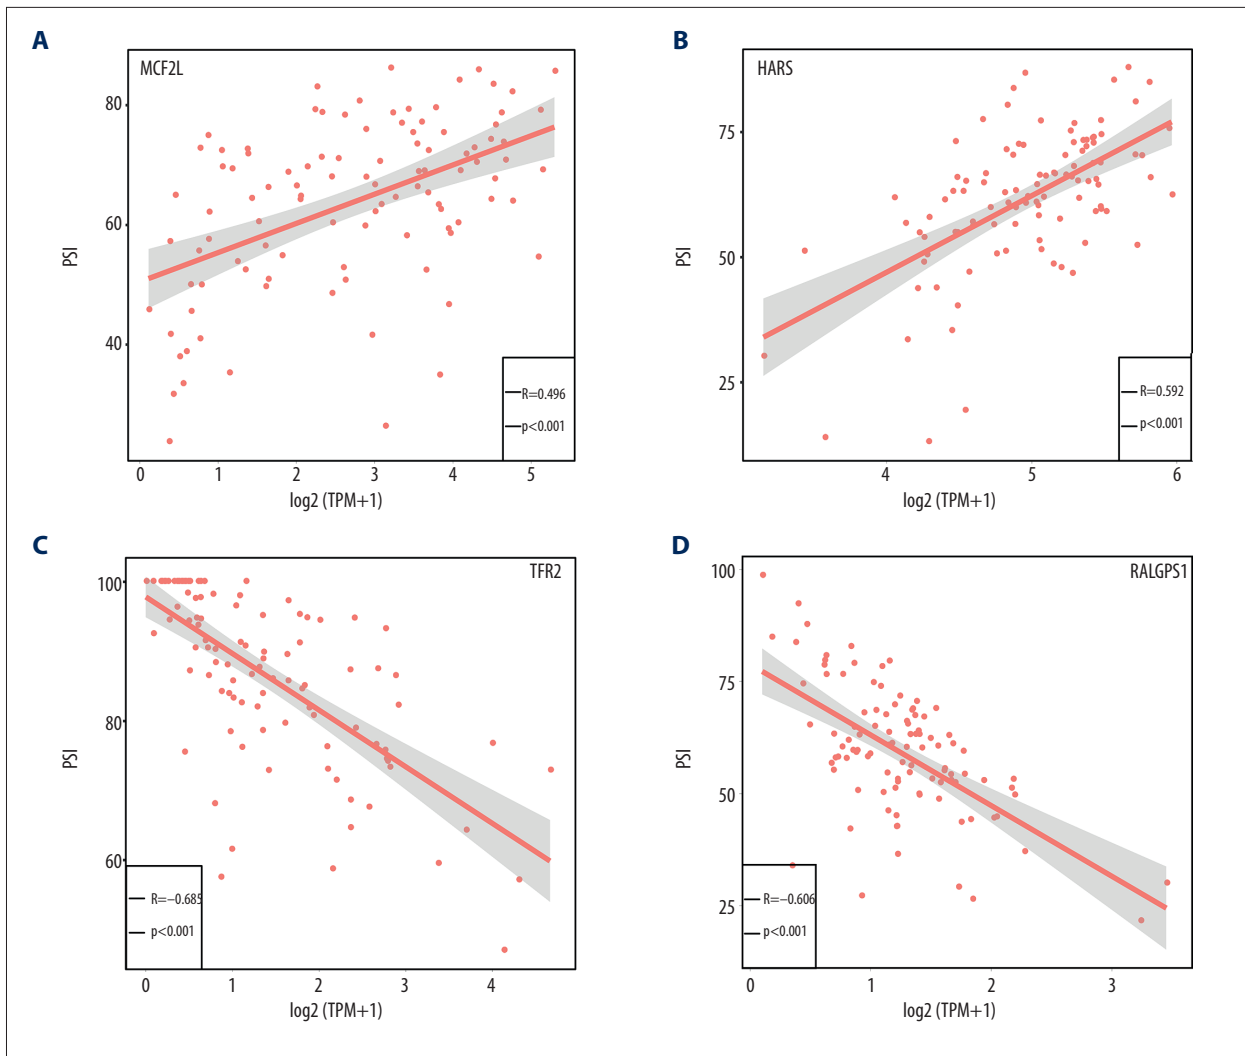 A
MCF2L
PSI
80
60
40
R=0.496
p<0.001
0 1 2 3 4 5
log2 (TPM+1)
B
HARS
PSI
75
50
25
R=0.592
p<0.001
4 5 6
log2 (TPM+1)
C
TFR2
PSI
100
80
60
R=−0.685
p<0.001
0 1 2 3 4
log2 (TPM+1)
D
RALGPS1
PSI
100
75
50
25
R=−0.606
p<0.001
0 1 2 3
log2 (TPM+1)